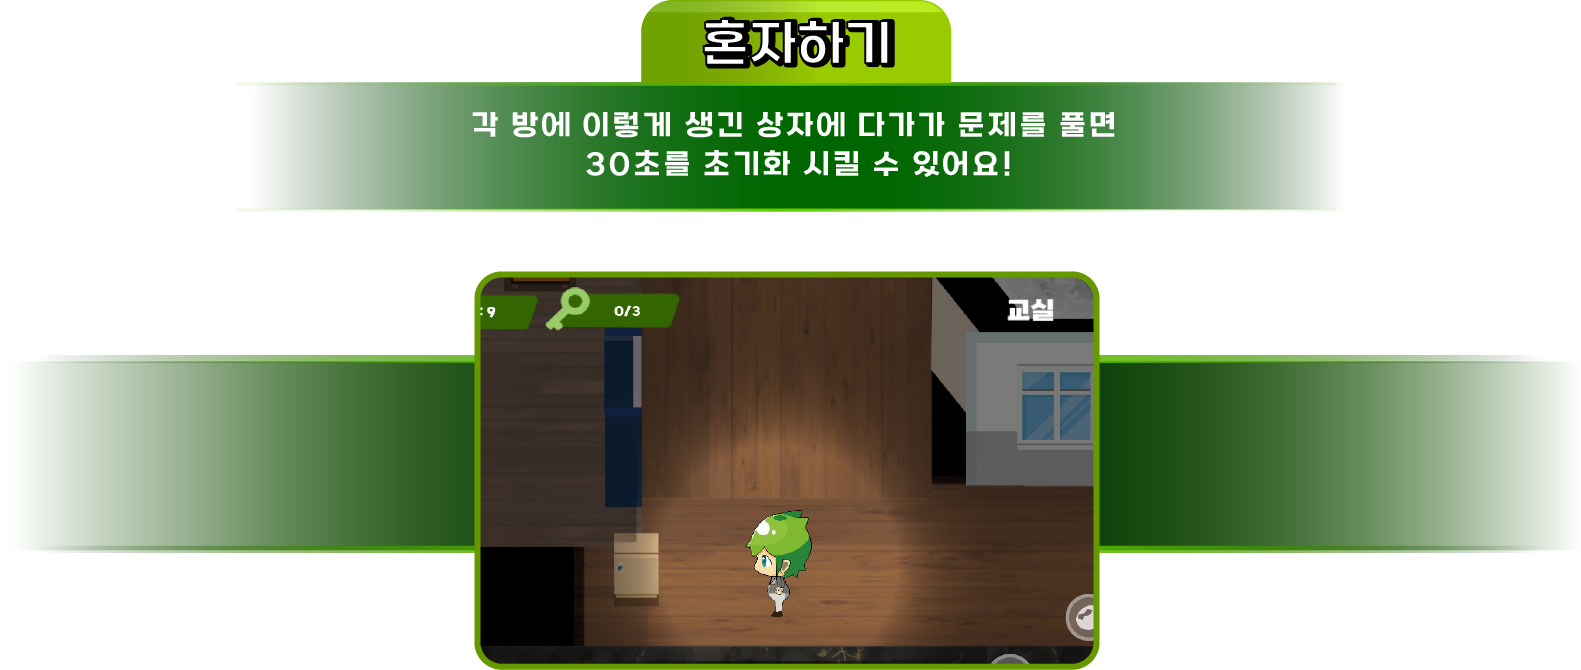 혼자하기
각 방에 이렇게 생긴 상자에 다가가 문제를 풀면
30초를 초기화 시킬 수 있어요!
: 9
0/3
교실